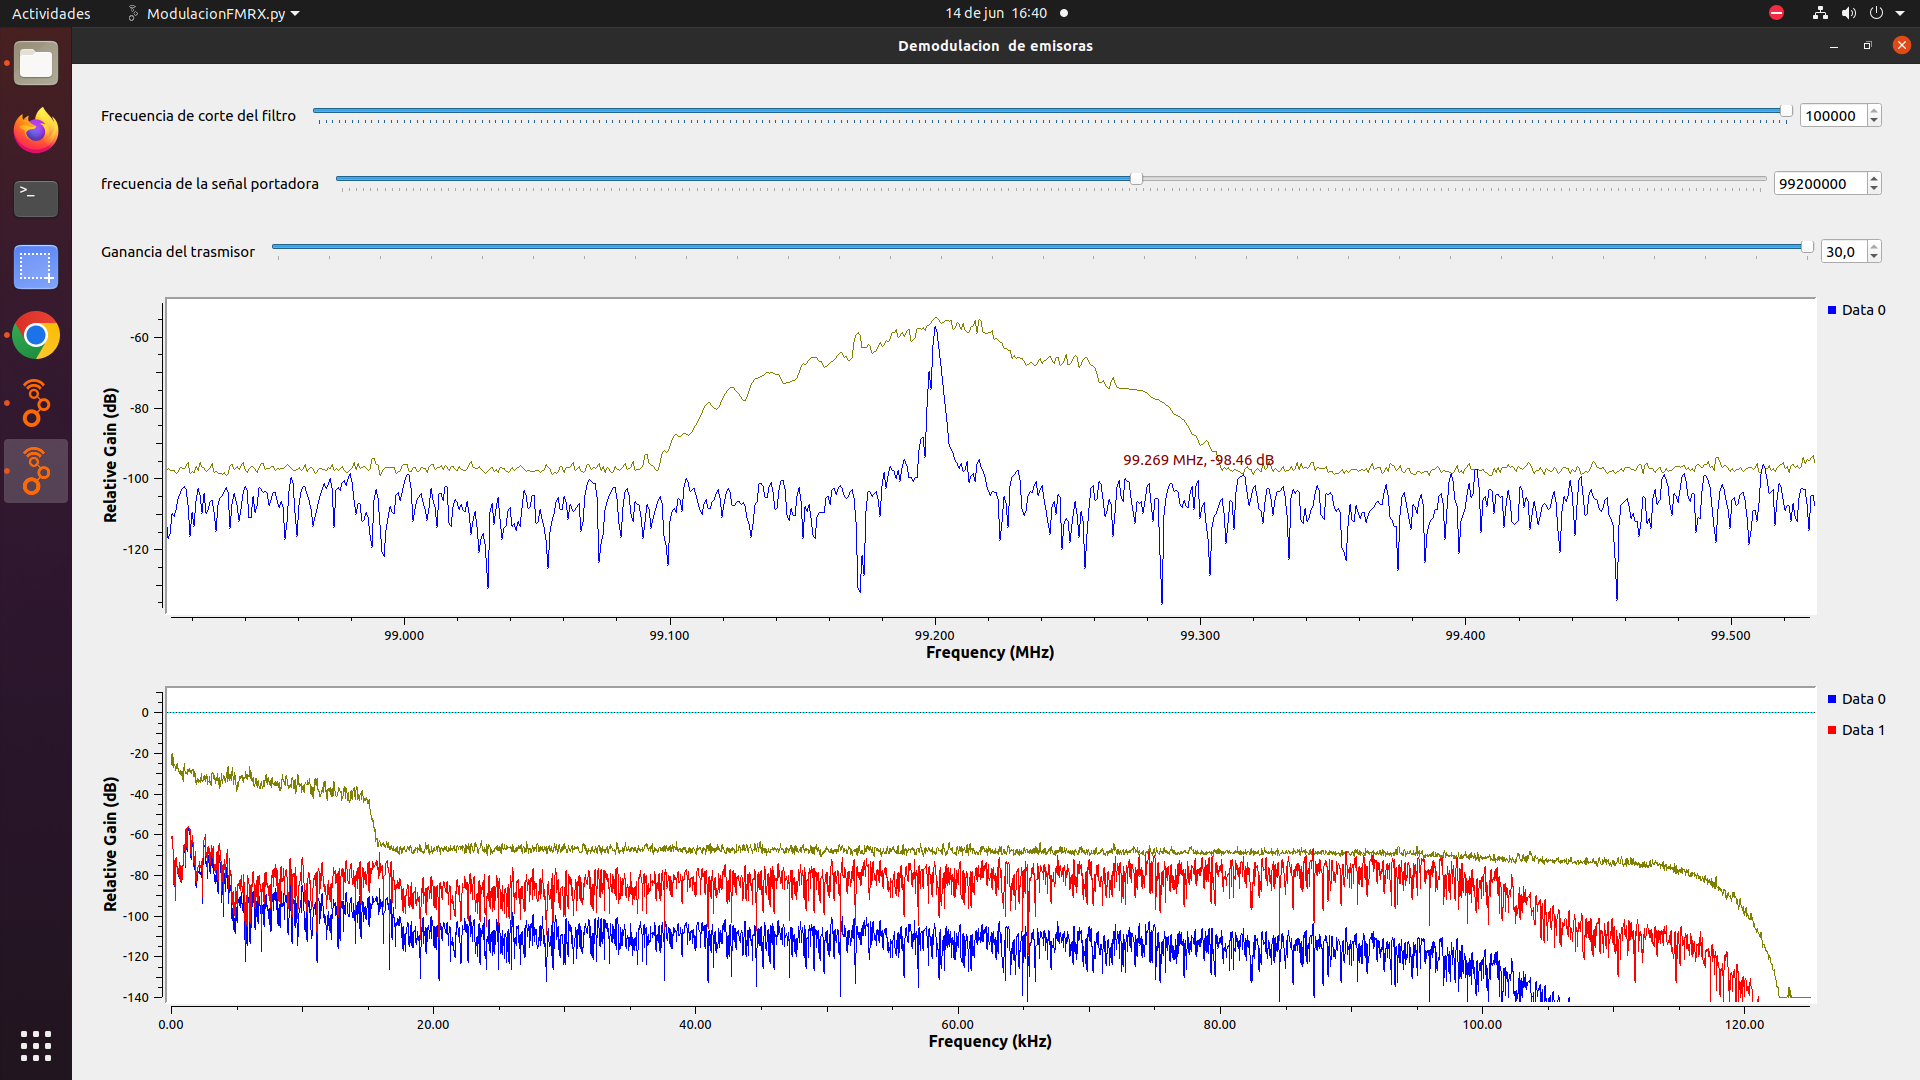 Actividades
ModulacionFMRX.py
14 de jun 16:40
Demodulacion de emisoras
Frecuencia de corte del filtro
100000
frecuencia de la señal portadora
99200000
Ganancia del trasmisor
30,0
Data 0
-60
-80
-100
-120
Relative Gain (dB)
99.269 MHz, -98.46 dB
99.000
99.100
99.200
99.300
99.400
99.500
Frequency (MHz)
Data 0
Data 1
0
-20
-40
-60
-80
-100
-120
-140
Relative Gain (dB)
0.00
20.00
40.00
60.00
80.00
100.00
120.00
Frequency (kHz)